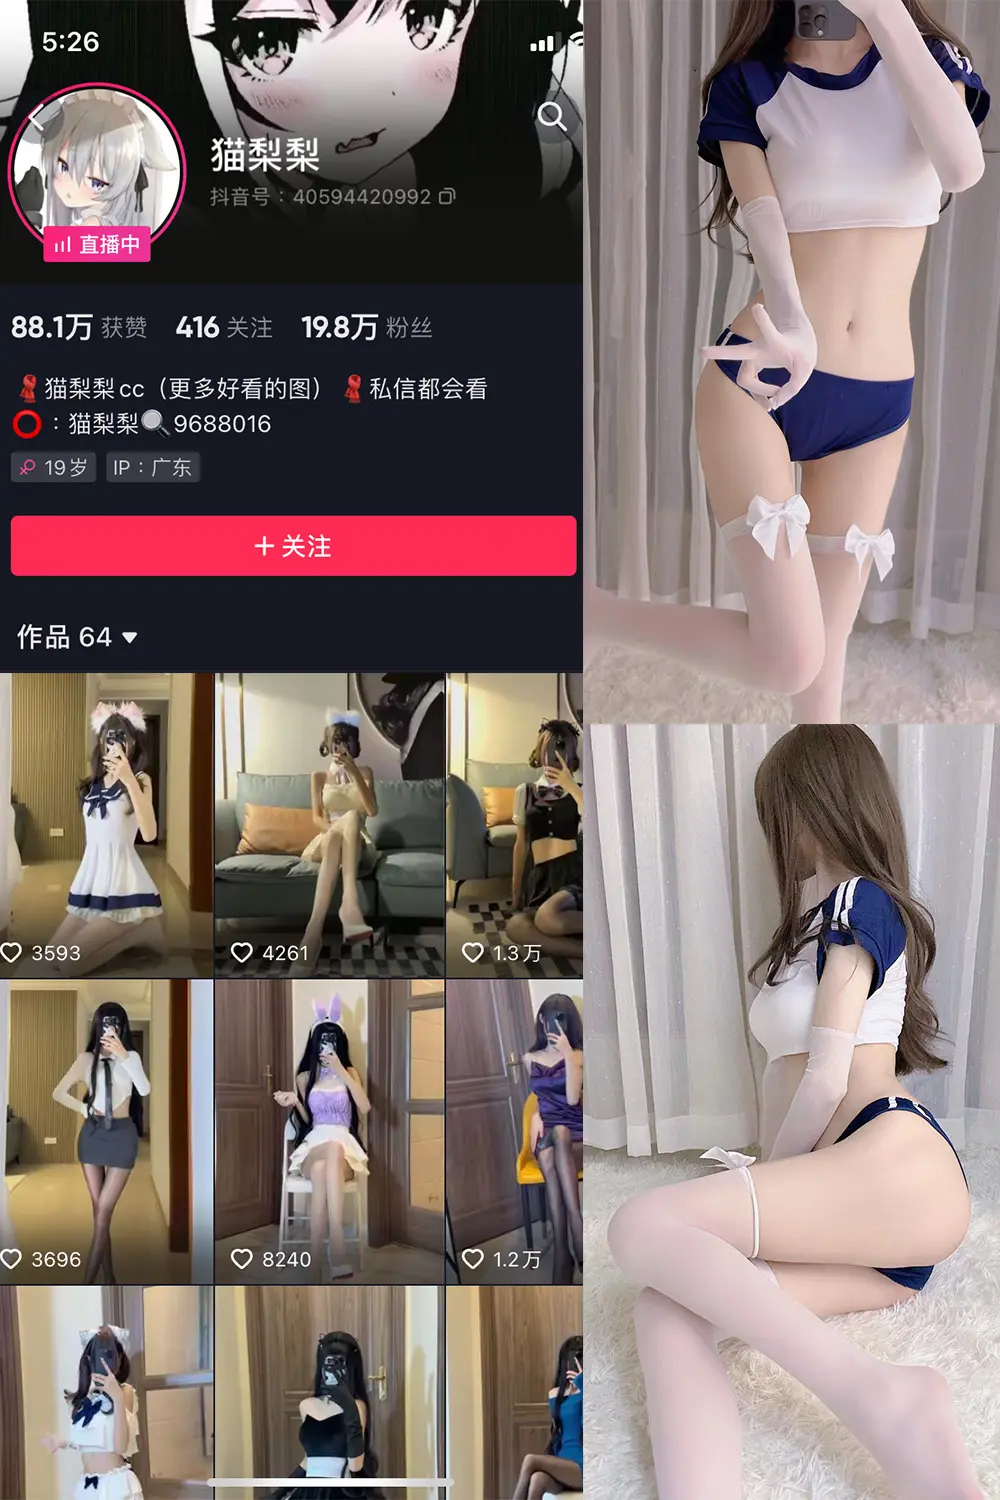 5:26
猫梨梨
抖音号：40594420992
直播中
88.1万 获赞 416 关注 19.8万 粉丝
猫梨梨cc（更多好看的图） 私信都会看
：猫梨梨 9688016
19岁 IP：广东
+ 关注
作品 64
3593 4261 1.3万
3696 8240 1.2万